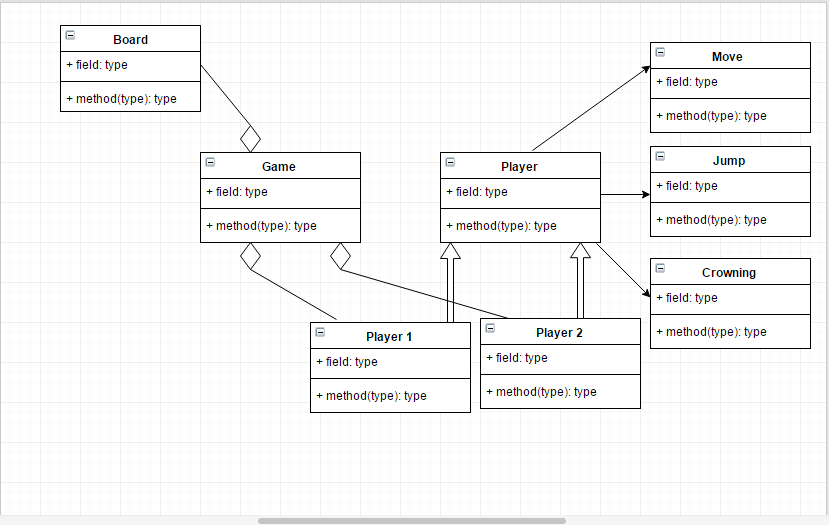 Board
+ field: type
+ method(type): type
Game
+ field: type
+ method(type): type
Player
+ field: type
+ method(type): type
Move
+ field: type
+ method(type): type
Jump
+ field: type
+ method(type): type
Crowning
+ field: type
+ method(type): type
Player 1
+ field: type
+ method(type): type
Player 2
+ field: type
+ method(type): type